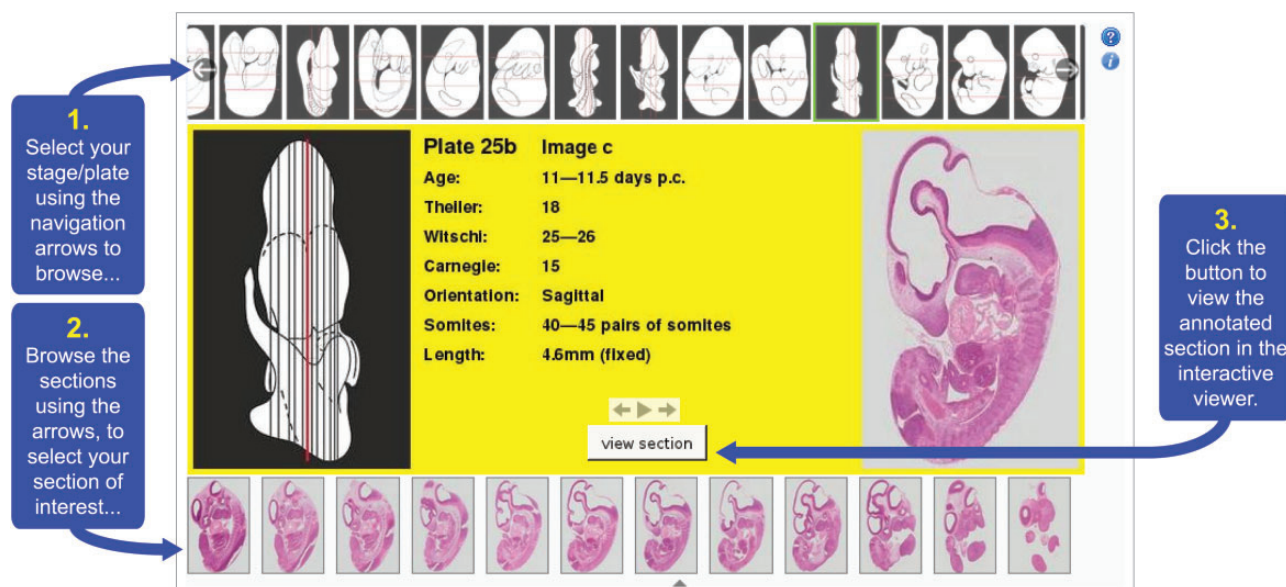 1.
Select your
stage/plate
using the
navigation
arrows to
browse...
2.
Browse the
sections
using the
arrows, to
select your
section of
interest...
?
i
Plate 25b Image c
Age: 11—11.5 days p.c.
Theiler: 18
Witschi: 25—26
Carnegie: 15
Orientation: Sagittal
Somites: 40—45 pairs of somites
Length: 4.6mm (fixed)
view section
3.
Click the
button to
view the
annotated
section in the
interactive
viewer.